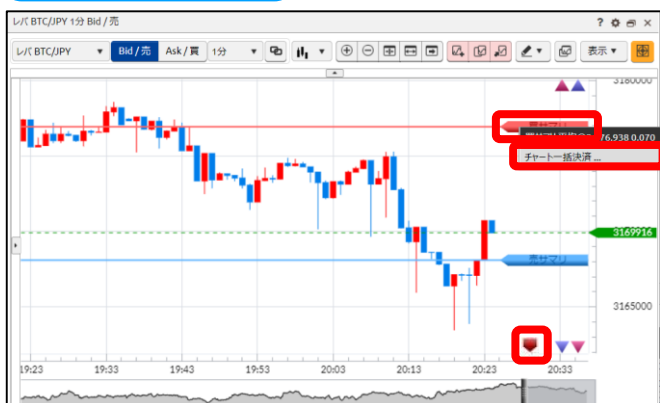 レバ BTC/JPY 1分 Bid / 売
レバ BTC/JPY
Bid / 売
Ask / 買
1分
表示
3180000
76.938 0.070
チャート一括決済 ...
3169916
売サマリ
3165000
19:23
19:33
19:43
19:53
20:03
20:13
20:23
20:33